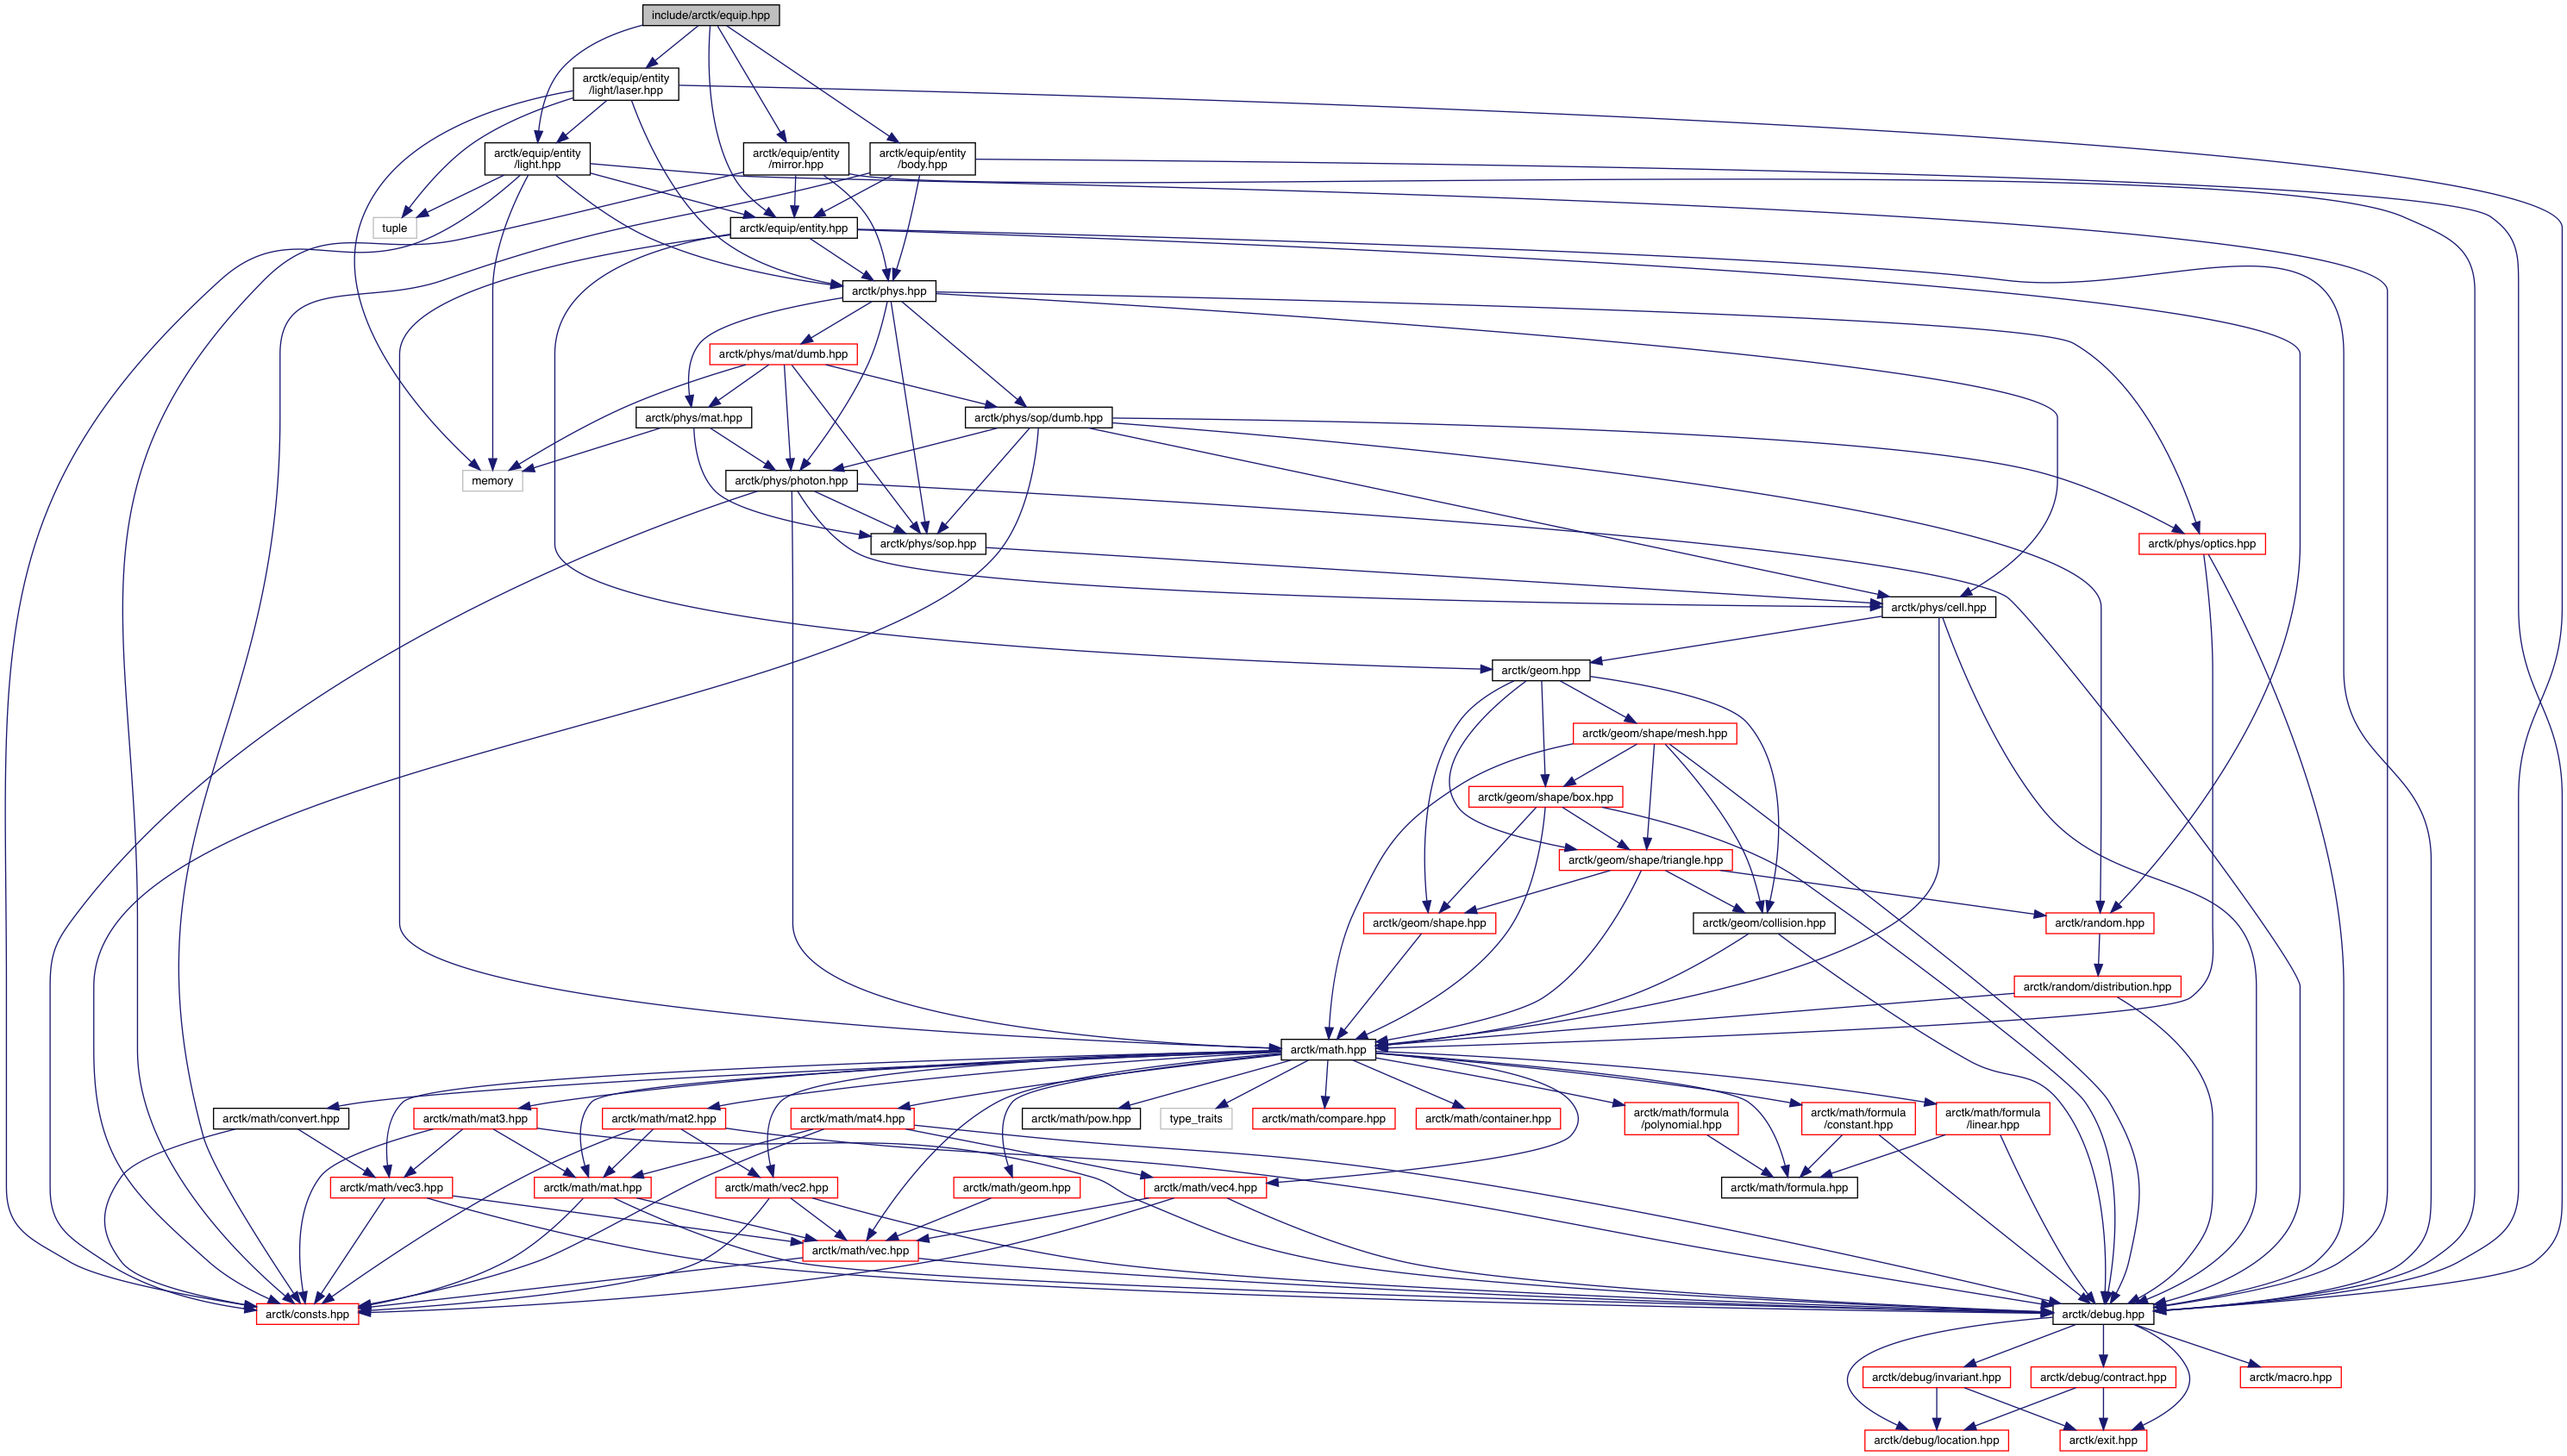 include/arctk/equip.hpp
arctk/equip/entity
/light/laser.hpp
arctk/equip/entity
/light.hpp
arctk/equip/entity
/mirror.hpp
arctk/equip/entity
/body.hpp
tuple
arctk/equip/entity.hpp
arctk/phys.hpp
arctk/phys/mat/dumb.hpp
arctk/phys/mat.hpp
arctk/phys/sop/dumb.hpp
memory
arctk/phys/photon.hpp
arctk/phys/sop.hpp
arctk/phys/optics.hpp
arctk/phys/cell.hpp
arctk/geom.hpp
arctk/geom/shape/mesh.hpp
arctk/geom/shape/box.hpp
arctk/geom/shape/triangle.hpp
arctk/geom/shape.hpp
arctk/geom/collision.hpp
arctk/random.hpp
arctk/random/distribution.hpp
arctk/math.hpp
arctk/math/convert.hpp
arctk/math/mat3.hpp
arctk/math/mat2.hpp
arctk/math/mat4.hpp
arctk/math/pow.hpp
type_traits
arctk/math/compare.hpp
arctk/math/container.hpp
arctk/math/formula
/polynomial.hpp
arctk/math/formula
/constant.hpp
arctk/math/formula
/linear.hpp
arctk/math/vec3.hpp
arctk/math/mat.hpp
arctk/math/vec2.hpp
arctk/math/geom.hpp
arctk/math/vec4.hpp
arctk/math/formula.hpp
arctk/math/vec.hpp
arctk/consts.hpp
arctk/debug.hpp
arctk/debug/invariant.hpp
arctk/debug/contract.hpp
arctk/macro.hpp
arctk/debug/location.hpp
arctk/exit.hpp